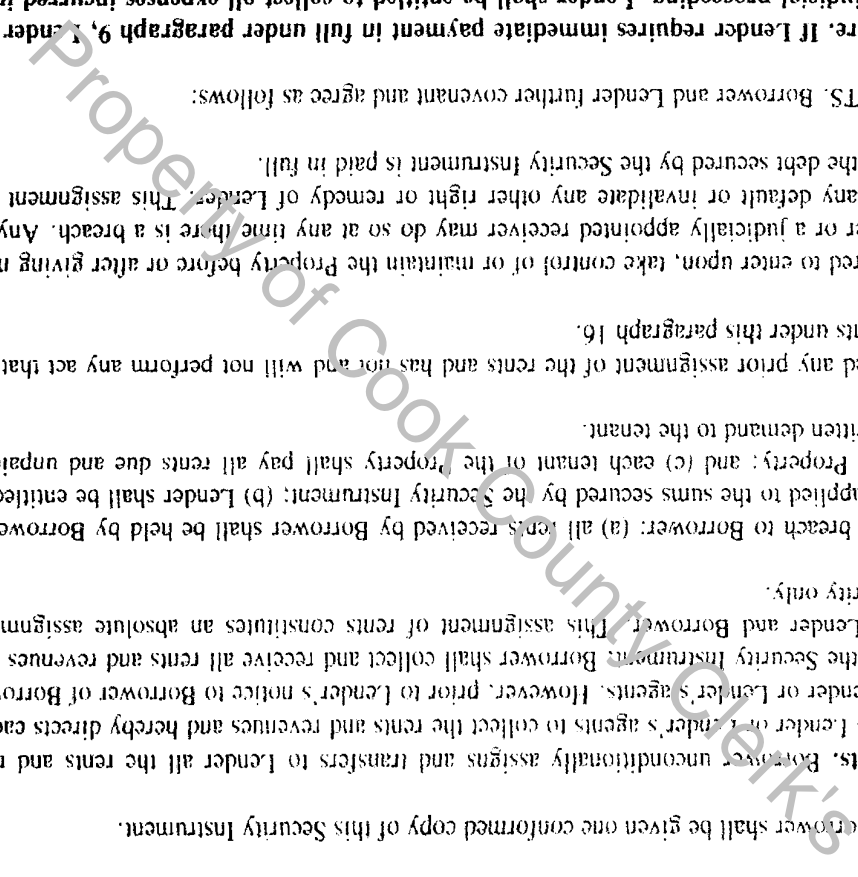 orrower shall be given one conformed copy of this Security Instrument.
ts. Borrower unconditionally assigns and transfers to Lender all the rents and r
Lender or Lender's agents to collect the rents and revenues and hereby directs eac
ender or Lender's agents. However, prior to Lender's notice to Borrower of Borrow
the Security Instrument, Borrower shall collect and receive all rents and revenues
Lender and Borrower. This assignment of rents constitutes an absolute assignm
rity only.
breach to Borrower: (a) all rents received by Borrower shall be held by Borrowe
applied to the sums secured by the Security Instrument; (b) Lender shall be entitled
Property; and (c) each tenant of the Property shall pay all rents due and unpaid
itten demand to the tenant.
ed any prior assignment of the rents and has not and will not perform any act that
nts under this paragraph 16.
red to enter upon, take control of or maintain the Property before or after giving n
er or a judicially appointed receiver may do so at any time there is a breach. Any
any default or invalidate any other right or remedy of Lender. This assignment
the debt secured by the Security Instrument is paid in full.
TS. Borrower and Lender further covenant and agree as follows:
re. If Lender requires immediate payment in full under paragraph 9, Lender
udicial proceeding. Lender shall be entitled to collect all expenses incurred i
Property of Cook County Clerk's